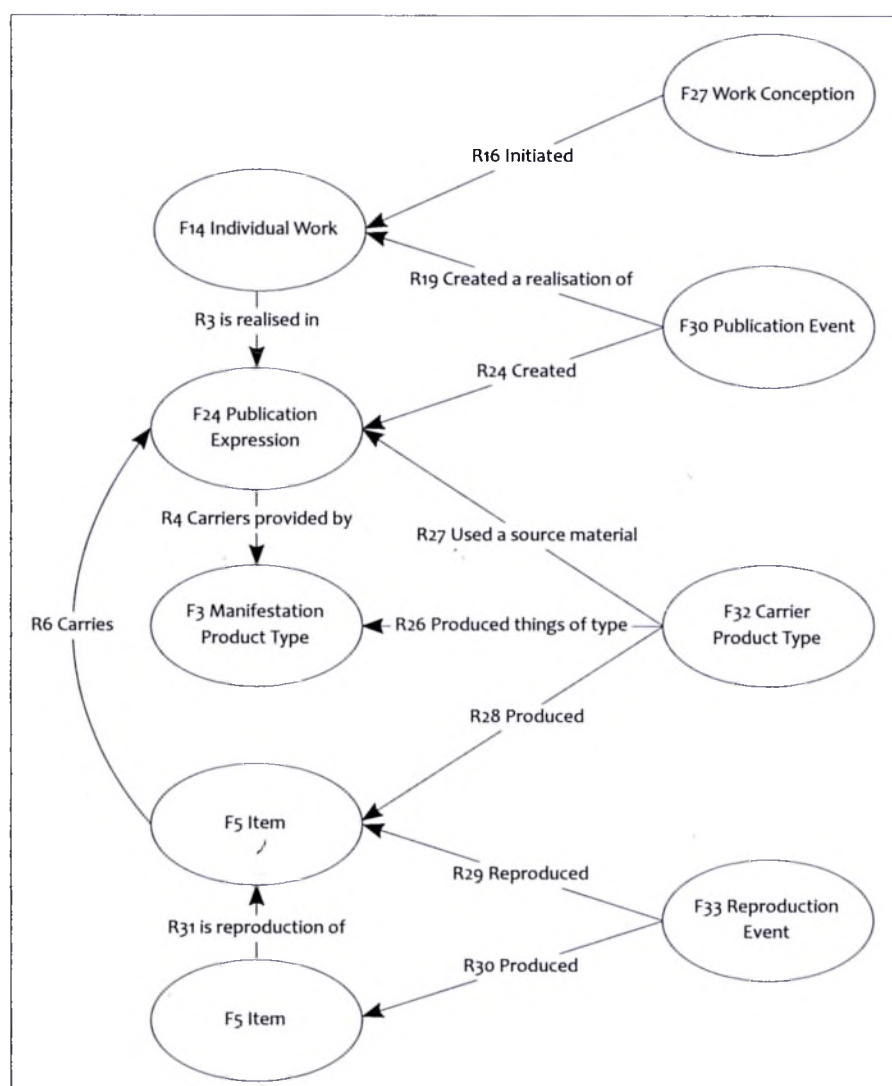 F27 Work Conception
R16 Initiated
F14 Individual Work
R19 Created a realisation of
R3 is realised in
F30 Publication Event
R24 Created
F24 Publication
Expression
R4 Carriers provided by
R27 Used a source material
R6 Carries
F3 Manifestation
Product Type
R26 Produced things of type
F32 Carrier
Product Type
R28 Produced
F5 Item
R29 Reproduced
R31 is reproduction of
F33 Reproduction
Event
R30 Produced
F5 Item